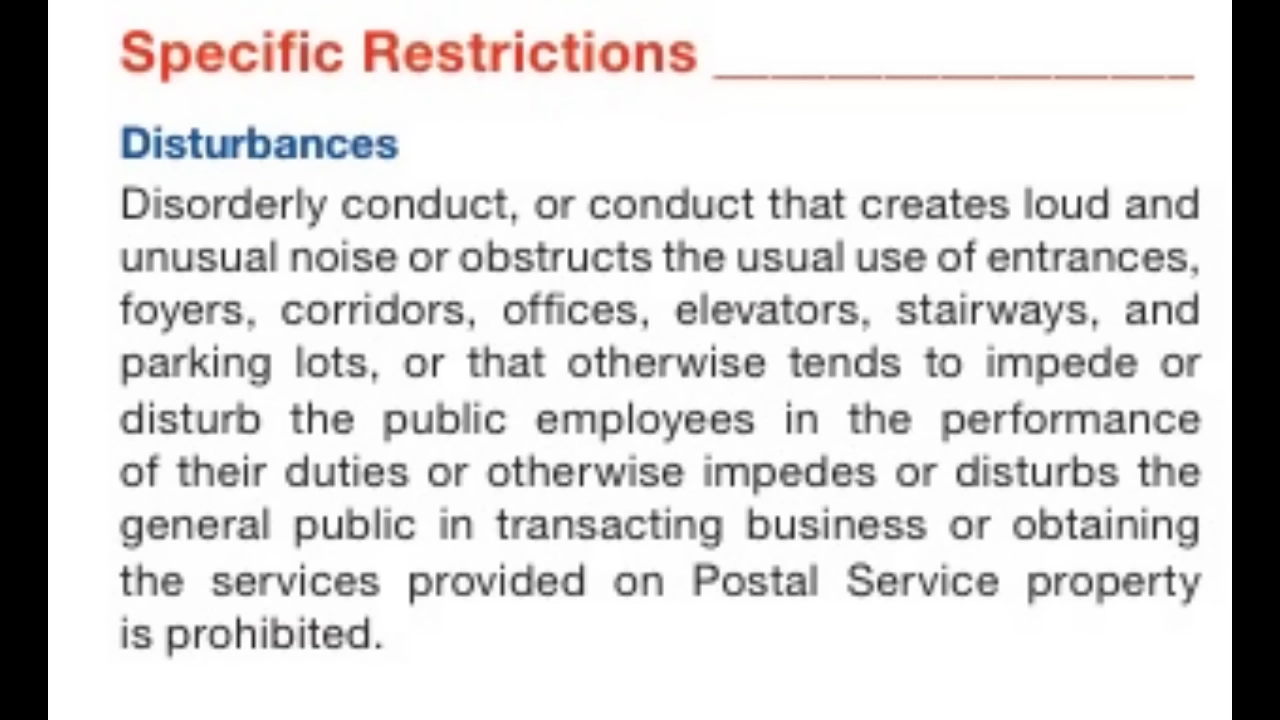 Specific Restrictions
Disturbances
Disorderly conduct, or conduct that creates loud and
unusual noise or obstructs the usual use of entrances,
foyers, corridors, offices, elevators, stairways, and
parking lots, or that otherwise tends to impede or
disturb the public employees in the performance
of their duties or otherwise impedes or disturbs the
general public in transacting business or obtaining
the services provided on Postal Service property
is prohibited.